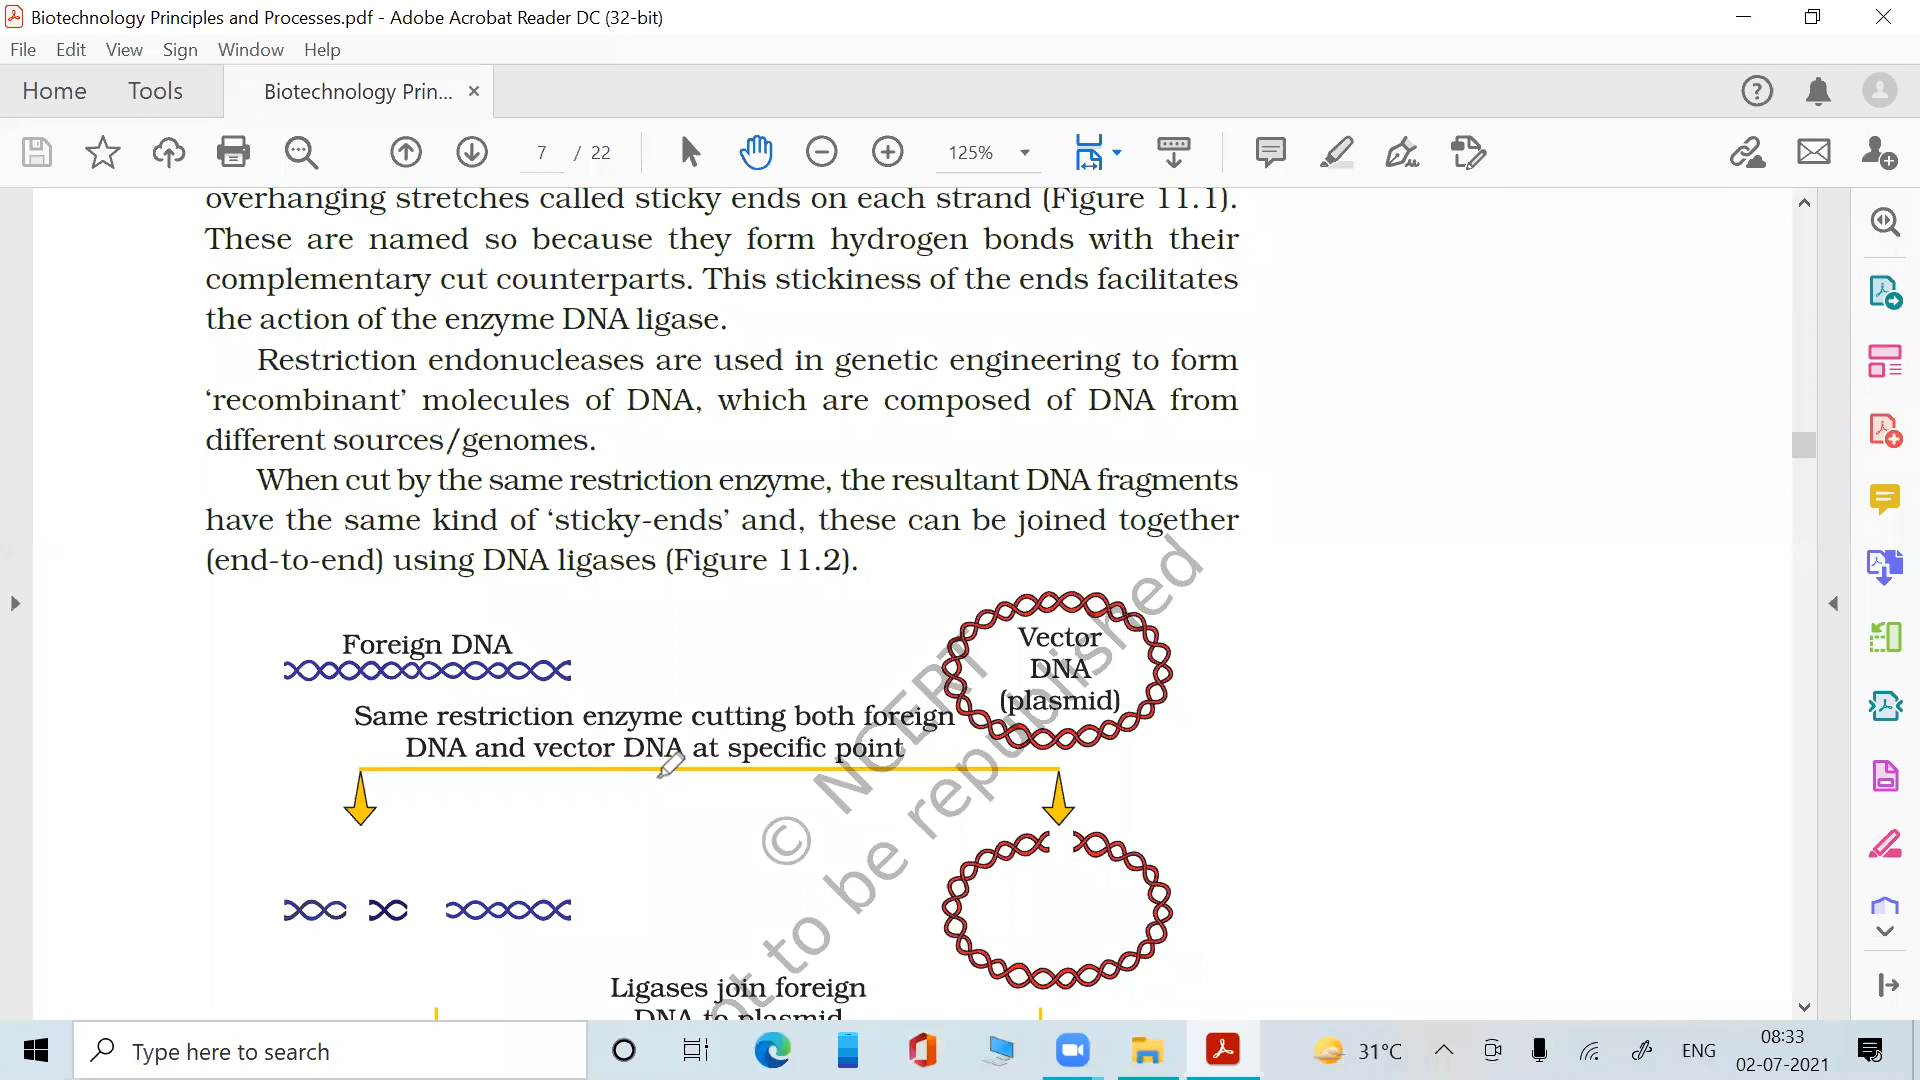 Biotechnology Principles and Processes.pdf - Adobe Acrobat Reader DC (32-bit)
File Edit View Sign Window Help
Home Tools Biotechnology Prin... ×
7 / 22 125%
overhanging stretches called sticky ends on each strand (Figure 11.1).
These are named so because they form hydrogen bonds with their
complementary cut counterparts. This stickiness of the ends facilitates
the action of the enzyme DNA ligase.
Restriction endonucleases are used in genetic engineering to form
‘recombinant’ molecules of DNA, which are composed of DNA from
different sources/genomes.
When cut by the same restriction enzyme, the resultant DNA fragments
have the same kind of ‘sticky-ends’ and, these can be joined together
(end-to-end) using DNA ligases (Figure 11.2).
Foreign DNA
Vector
DNA
(plasmid)
Same restriction enzyme cutting both foreign
DNA and vector DNA at specific point
© NCERT
not to be republished
Ligases join foreign
DNA to plasmid
Type here to search
31°C
ENG
08:33
02-07-2021